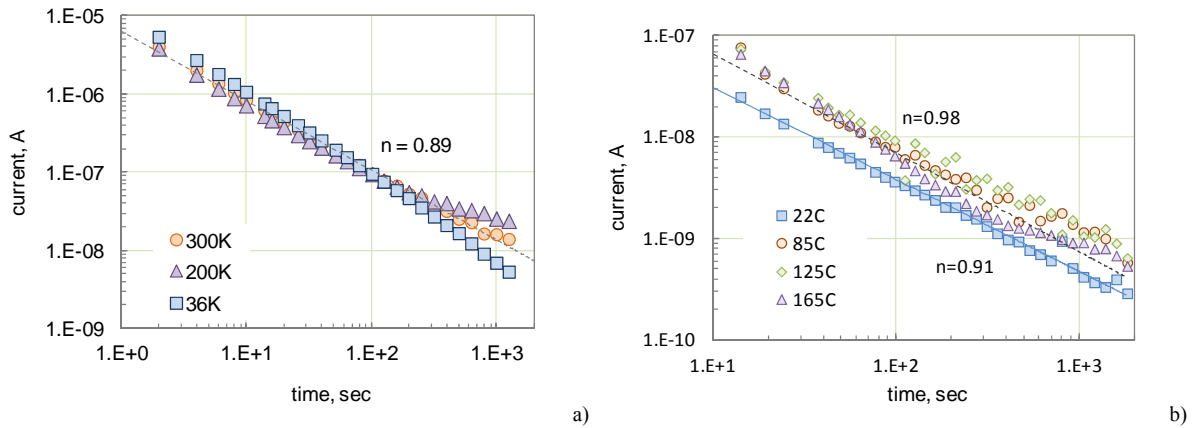 1.E-05
1.E-06
1.E-07
1.E-08
1.E-09
current, A
n = 0.89
300K
200K
36K
1.E+0
1.E+1
1.E+2
1.E+3
time, sec
a)
1.E-07
1.E-08
1.E-09
1.E-10
current, A
n=0.98
22C
85C
125C
165C
n=0.91
1.E+1
1.E+2
1.E+3
time, sec
b)